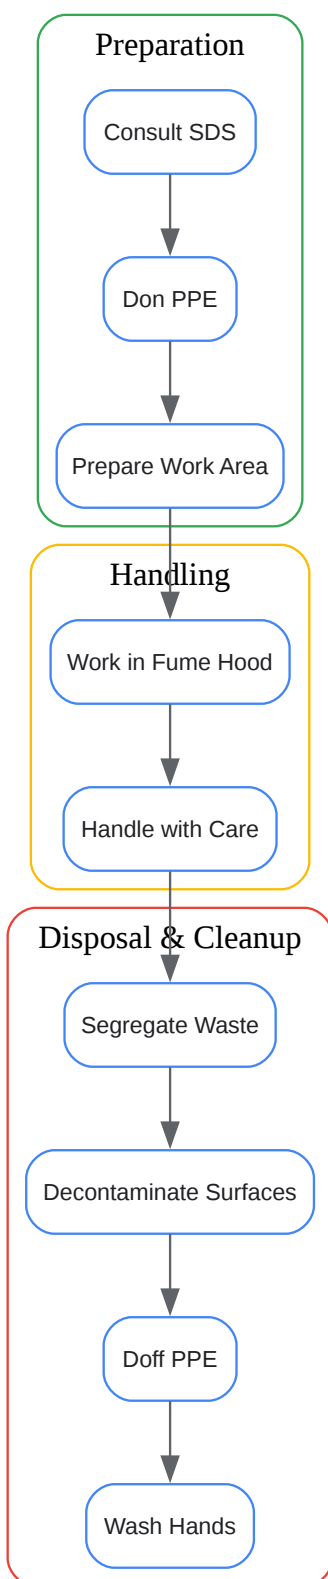 Preparation
Consult SDS
Don PPE
Prepare Work Area
Handling
Work in Fume Hood
Handle with Care
Disposal & Cleanup
Segregate Waste
Decontaminate Surfaces
Doff PPE
Wash Hands